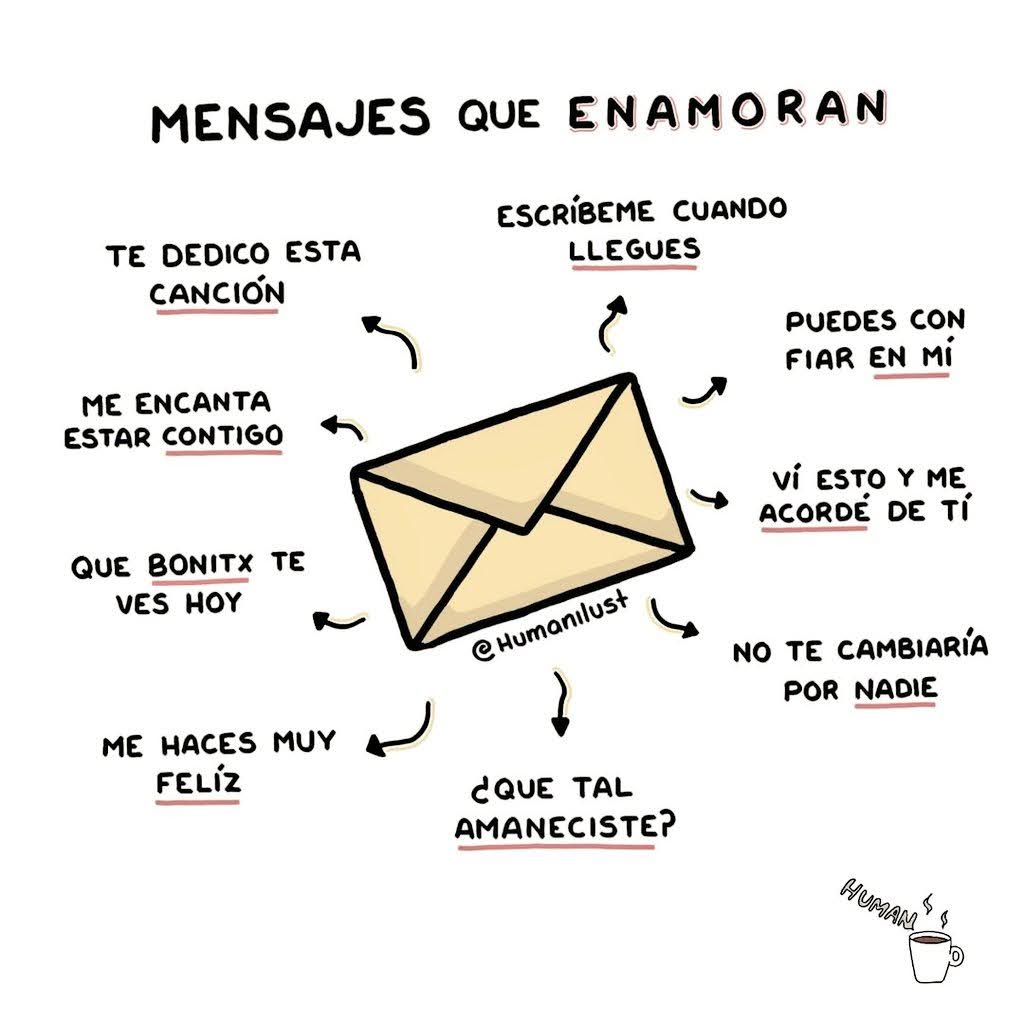 MENSAJES QUE ENAMORAN
TE DEDICO ESTA
CANCIÓN
ESCRÍBEME CUANDO
LLEGUES
PUEDES CON
FIAR EN MÍ
ME ENCANTA
ESTAR CONTIGO
VÍ ESTO Y ME
ACORDÉ DE TÍ
QUE BONITX TE
VES HOY
NO TE CAMBIARÍA
POR NADIE
ME HACES MUY
FELÍZ
¿QUE TAL
AMANECISTE?
@Humanilust
HUMAN